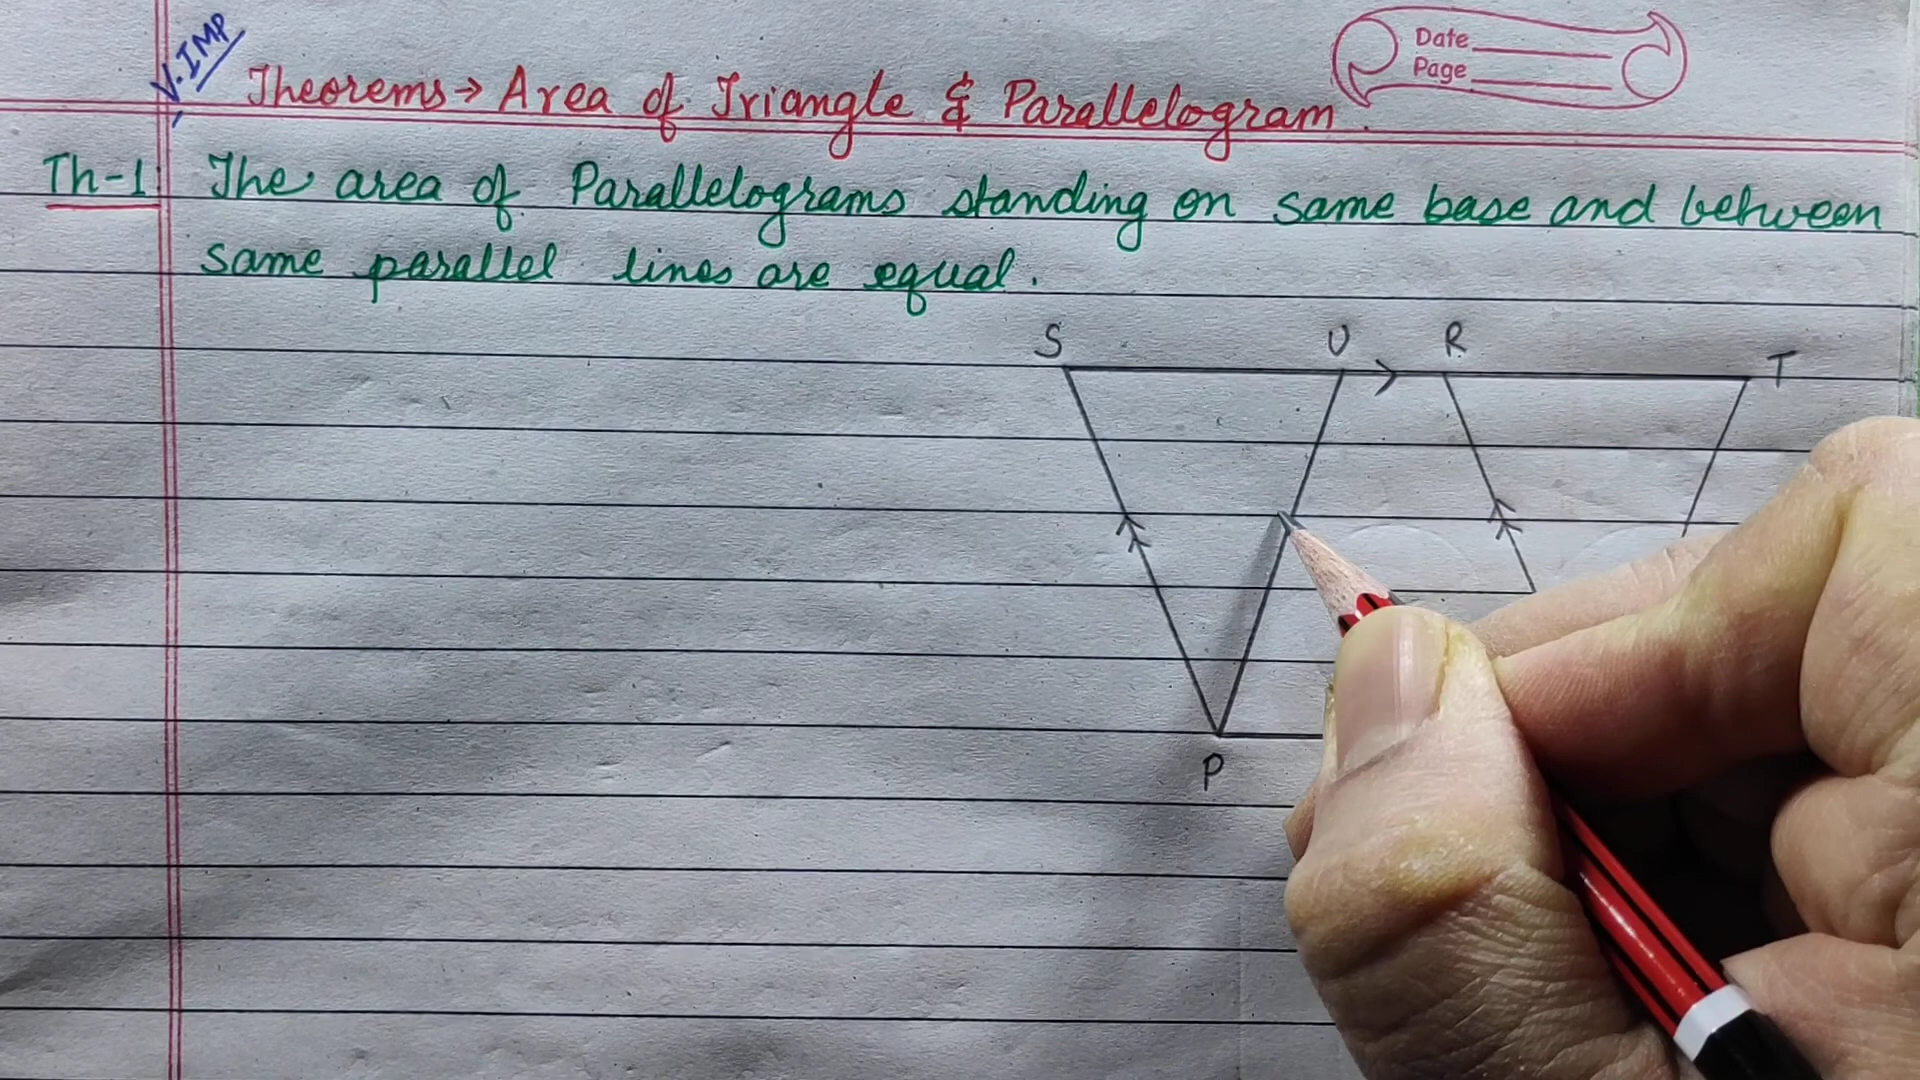 V.IMP
Date
Page
Theorems → Area of Triangle & Parallelogram.
Th-1 The area of Parallelograms standing on same base and between
same parallel lines are equal.
S U R T
P